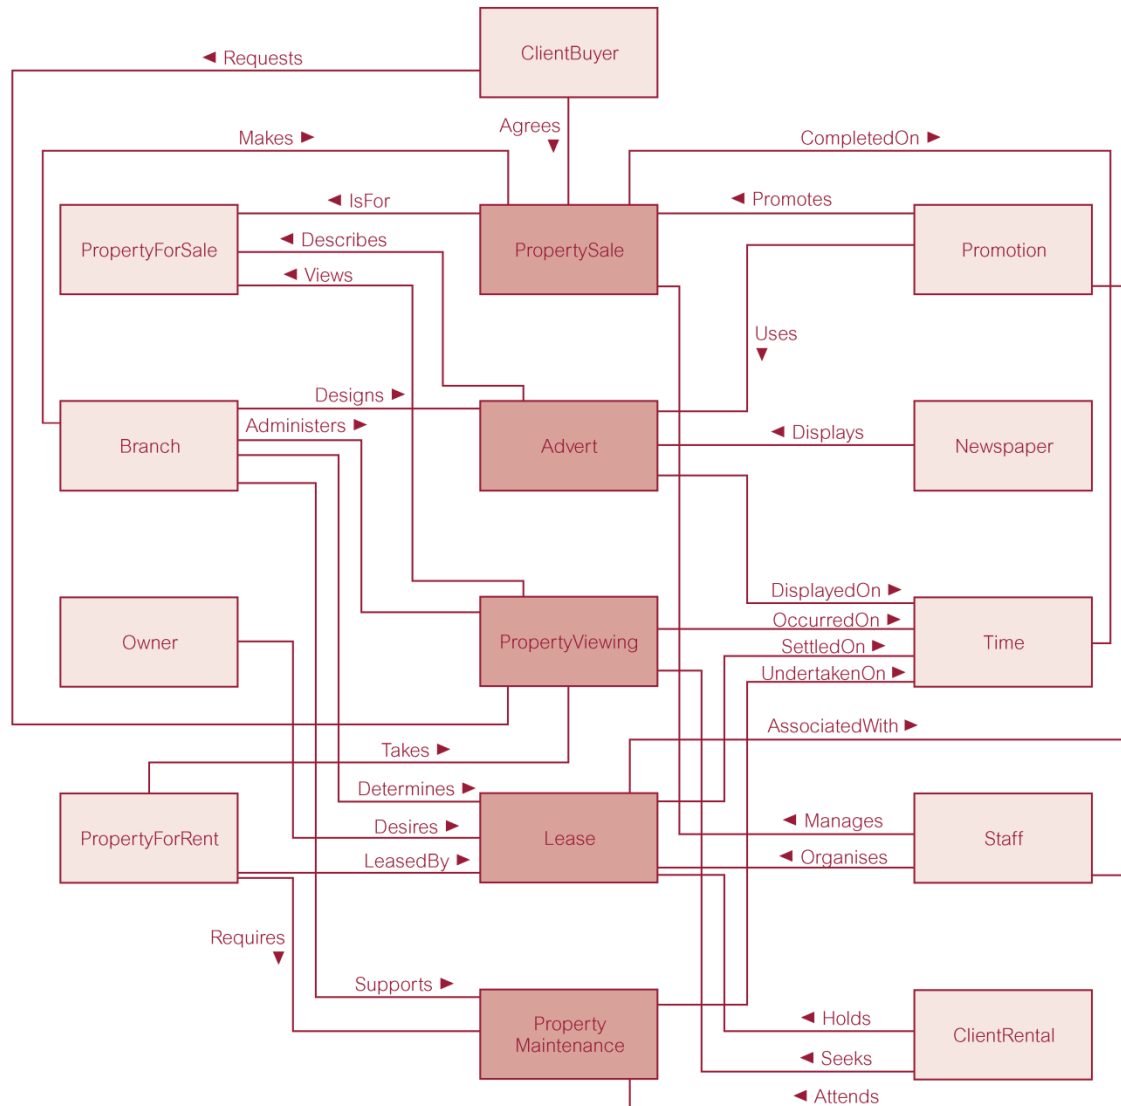 ClientBuyer
◄ Requests
Agrees
▼
Makes ►
CompletedOn ►
◄ IsFor
◄ Promotes
PropertyForSale
◄ Describes
PropertySale
Promotion
◄ Views
Uses
▼
Designs ►
Administers ►
Branch
Advert
◄ Displays
Newspaper
DisplayedOn ►
OccurredOn ►
Owner
PropertyViewing
SettledOn ►
Time
UndertakenOn ►
AssociatedWith ►
Takes ►
Determines ►
PropertyForRent
Desires ►
Lease
◄ Manages
Staff
LeasedBy ►
◄ Organises
Requires
▼
Supports ►
Property
Maintenance
◄ Holds
ClientRental
◄ Seeks
◄ Attends